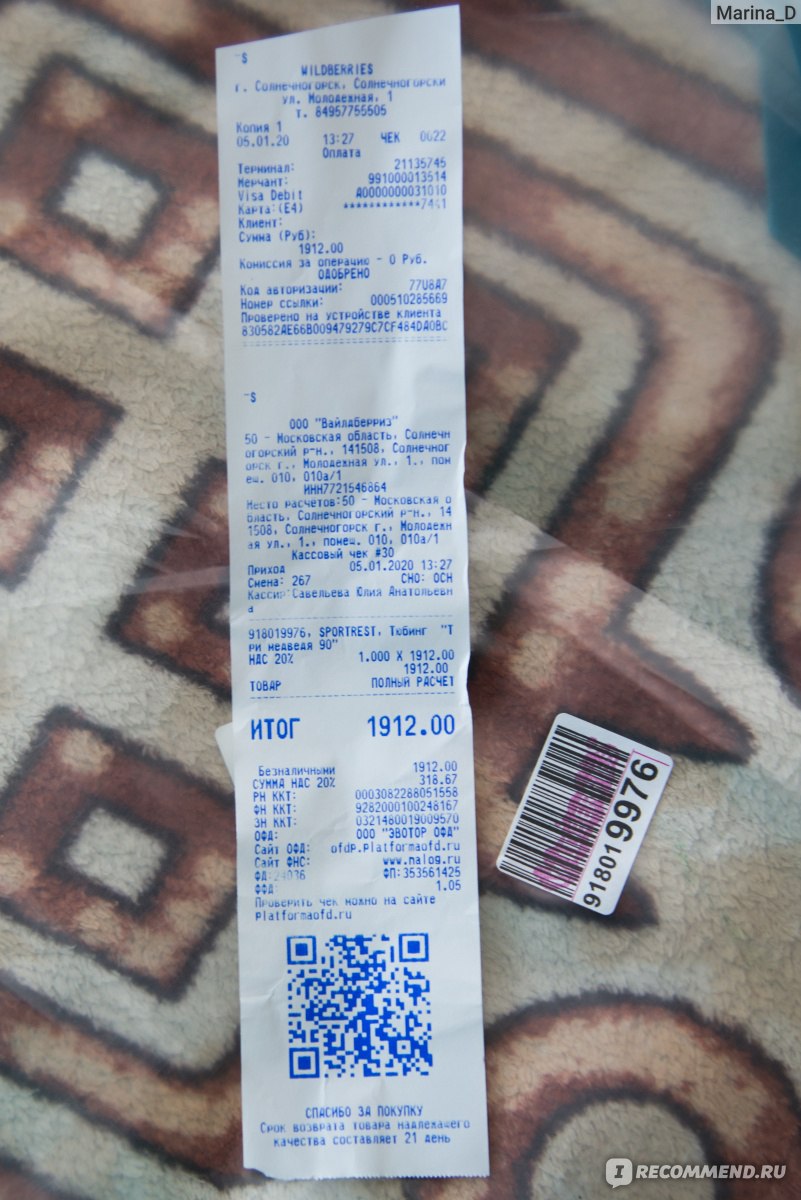 Marina_D
WILDBERRIES
г. Солнечногорск, Солнечногорски
ул. Молодежная, 1
т. 84957755505
Копия 1
05.01.20 13:27 ЧЕК 0022
Оплата
Терминал: 21135745
Мерчант: 991000013514
Visa Debit A0000000031010
Карта:(E4) ************7441
Клиент:
Сумма (Руб):
1912.00
Комиссия за операцию - 0 Руб.
ОДОБРЕНО
Код авторизации: 77U8A7
Номер ссылки: 000510285669
Проверено на устройстве клиента
830582AE66B009479279C7CF484DA0BC
ООО "Вайлдберриз"
50 - Московская область, Солнечн
огорский р-н., 141508, Солнечног
орск г., Молодежная ул., 1., пом
ещ. 010, 010а/1
ИНН7721546864
Место расчетов:50 - Московская о
бласть, Солнечногорский р-н., 14
1508, Солнечногорск г., Молодежн
ая ул., 1., помещ. 010, 010а/1
Кассовый чек #30
Приход 05.01.2020 13:27
Смена: 267 СНО: ОСН
Кассир:Савельева Юлия Анатольевн
а
918019976, SPORTREST, Тюбинг "Т
ри медведя 90"
НДС 20% 1.000 X 1912.00
1912.00
ТОВАР ПОЛНЫЙ РАСЧЕТ
ИТОГ 1912.00
Безналичными 1912.00
СУММА НДС 20% 318.67
РН ККТ: 0003082288051558
ФН ККТ: 9282000100248167
ЗН ККТ: 0321480019009570
ОФД: ООО "ЭВОТОР ОФД"
Сайт ОФД: ofdp.platformaofd.ru
Сайт ФНС: www.nalog.ru
ФД:24036 ФП:353561425
ФФД: 1.05
Проверить чек можно на сайте
platformaofd.ru
918019976
СПАСИБО ЗА ПОКУПКУ
Срок возврата товара надлежащего
качества составляет 21 день
IRECOMMEND.RU